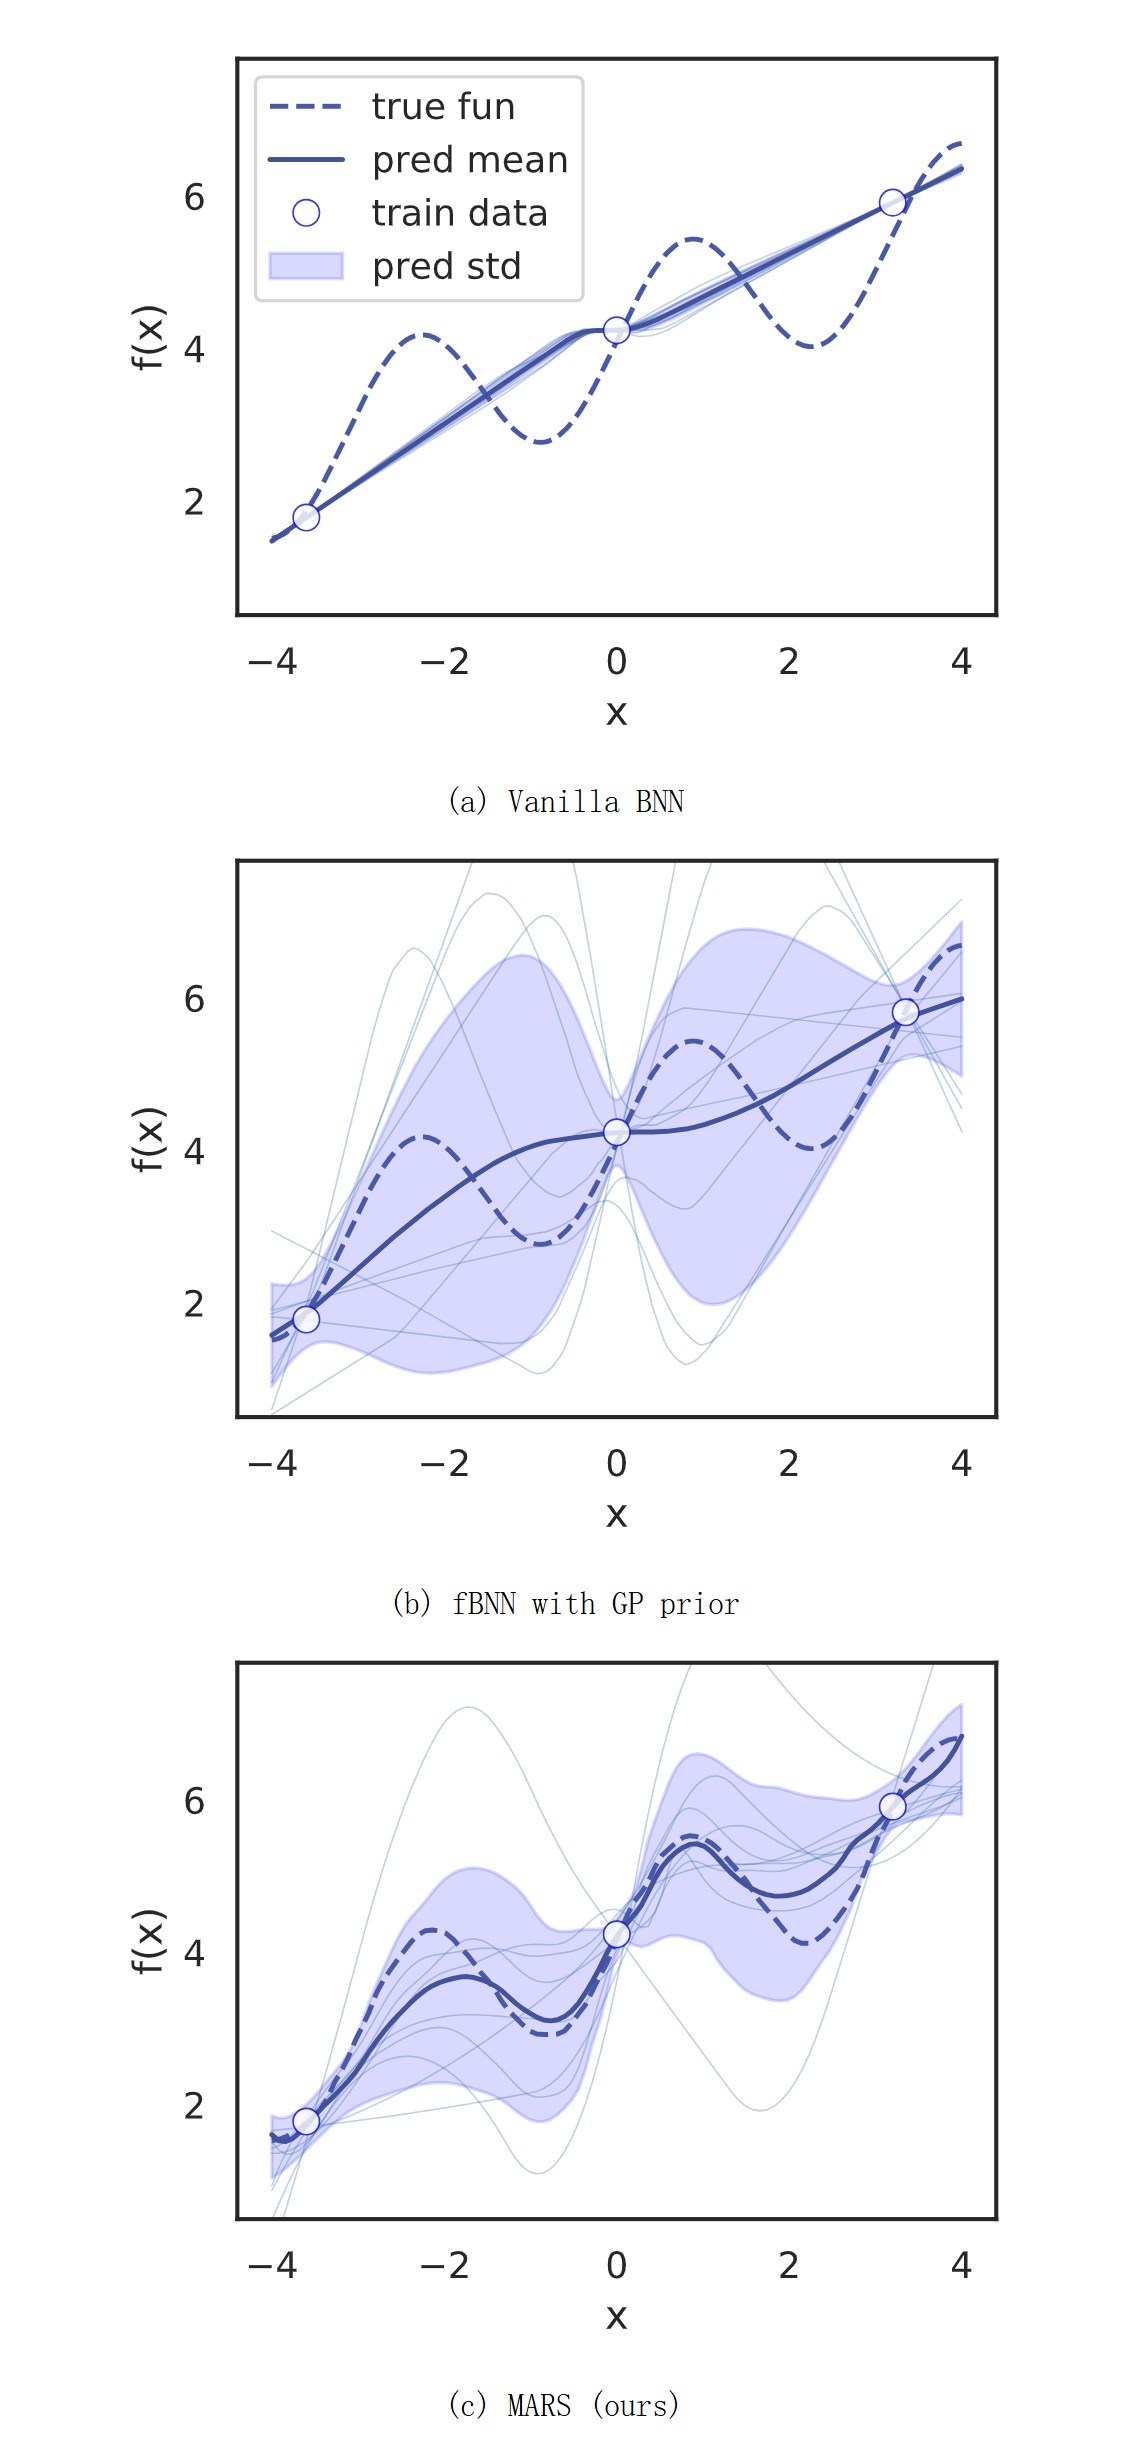 true fun
pred mean
train data
pred std
f(x)
6
4
2
−4 −2 0 2 4
x
(a) Vanilla BNN
f(x)
6
4
2
−4 −2 0 2 4
x
(b) fBNN with GP prior
f(x)
6
4
2
−4 −2 0 2 4
x
(c) MARS (ours)